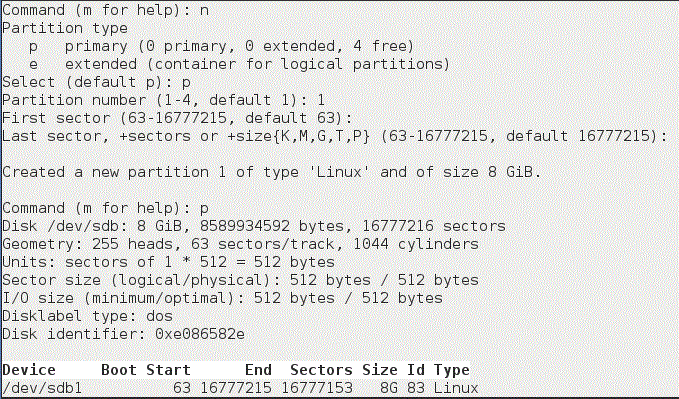 Command (m for help): n
Partition type
   p   primary (0 primary, 0 extended, 4 free)
   e   extended (container for logical partitions)
Select (default p): p
Partition number (1-4, default 1): 1
First sector (63-16777215, default 63):
Last sector, +sectors or +size{K,M,G,T,P} (63-16777215, default 16777215):

Created a new partition 1 of type 'Linux' and of size 8 GiB.

Command (m for help): p
Disk /dev/sdb: 8 GiB, 8589934592 bytes, 16777216 sectors
Geometry: 255 heads, 63 sectors/track, 1044 cylinders
Units: sectors of 1 * 512 = 512 bytes
Sector size (logical/physical): 512 bytes / 512 bytes
I/O size (minimum/optimal): 512 bytes / 512 bytes
Disklabel type: dos
Disk identifier: 0xe086582e

Device     Boot Start      End  Sectors Size Id Type
/dev/sdb1          63 16777215 16777153   8G 83 Linux